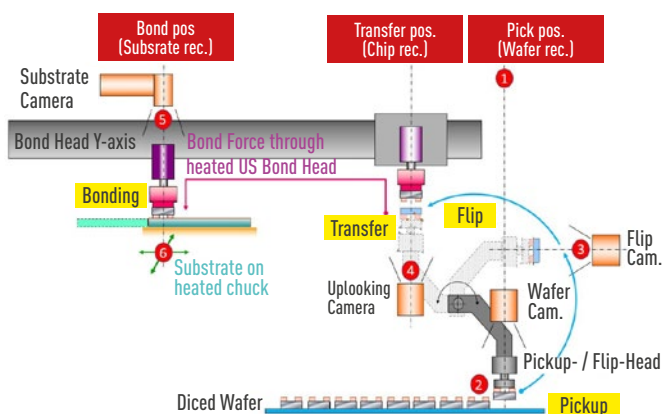 Bond pos
(Subsrate rec.)
Transfer pos.
(Chip rec.)
Pick pos.
(Wafer rec.)
1
Substrate
Camera
5
Bond Head Y-axis
Bond Force through
heated US Bond Head
Bonding
Transfer
Flip
3
Flip
Cam.
6
Substrate on
heated chuck
4
Uplooking
Camera
Wafer
Cam.
Pickup- / Flip-Head
2
Diced Wafer
Pickup